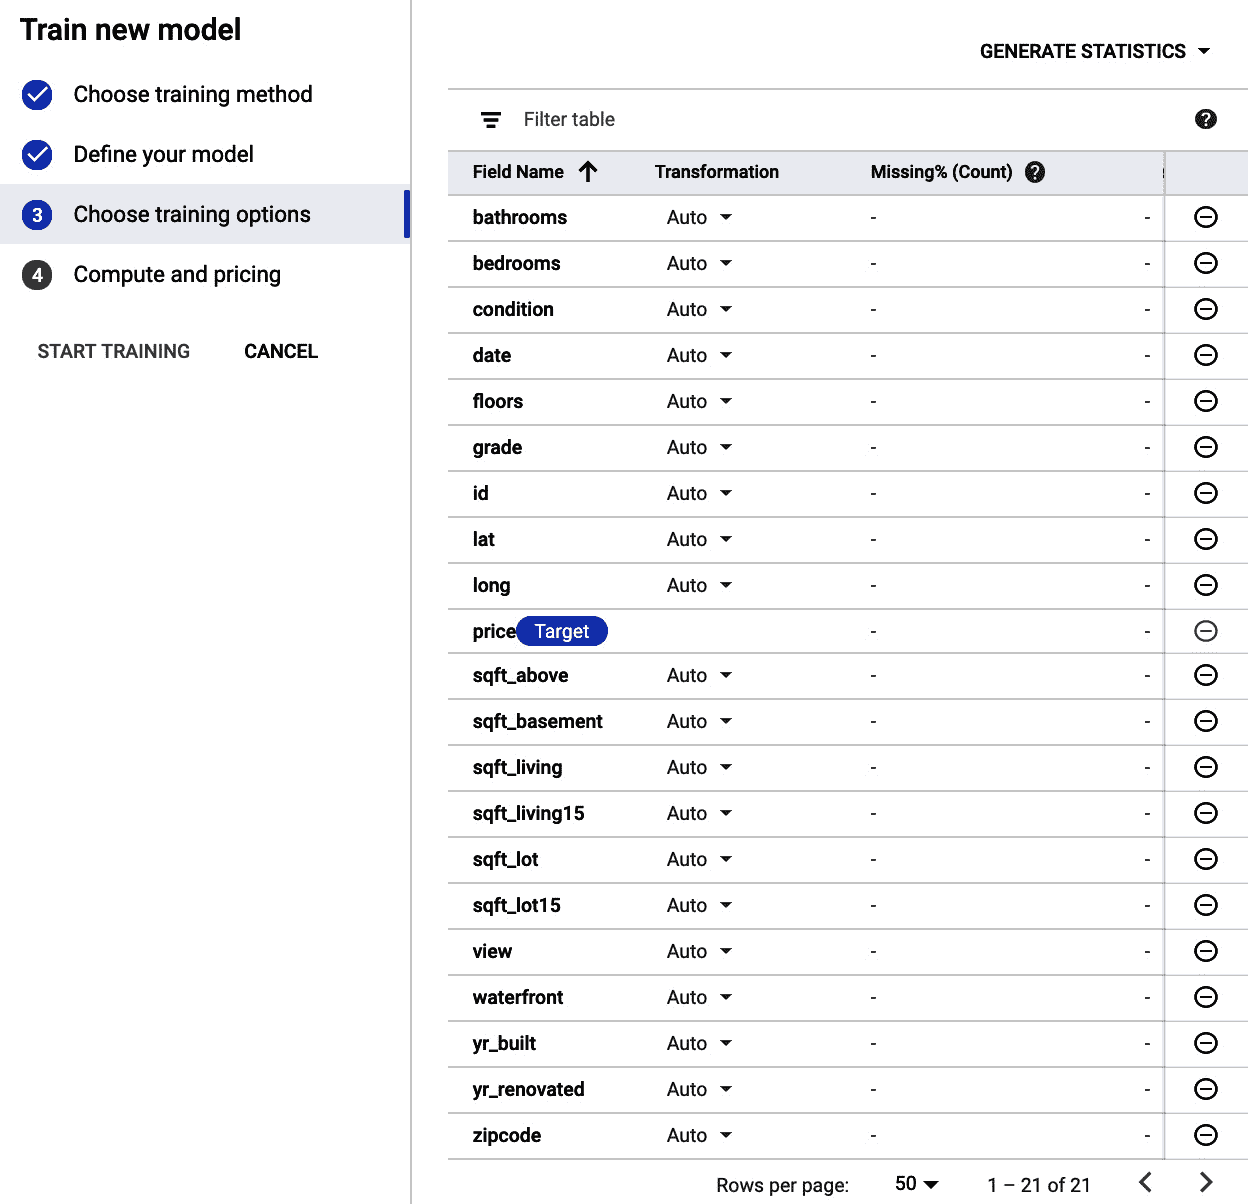 Train new model
Choose training method
Define your model
3 Choose training options
4 Compute and pricing
START TRAINING CANCEL
GENERATE STATISTICS
Filter table
Field Name Transformation Missing% (Count)
bathrooms Auto - -
bedrooms Auto - -
condition Auto - -
date Auto - -
floors Auto - -
grade Auto - -
id Auto - -
lat Auto - -
long Auto - -
price Target - -
sqft_above Auto - -
sqft_basement Auto - -
sqft_living Auto - -
sqft_living15 Auto - -
sqft_lot Auto - -
sqft_lot15 Auto - -
view Auto - -
waterfront Auto - -
yr_built Auto - -
yr_renovated Auto - -
zipcode Auto - -
Rows per page: 50 1 – 21 of 21